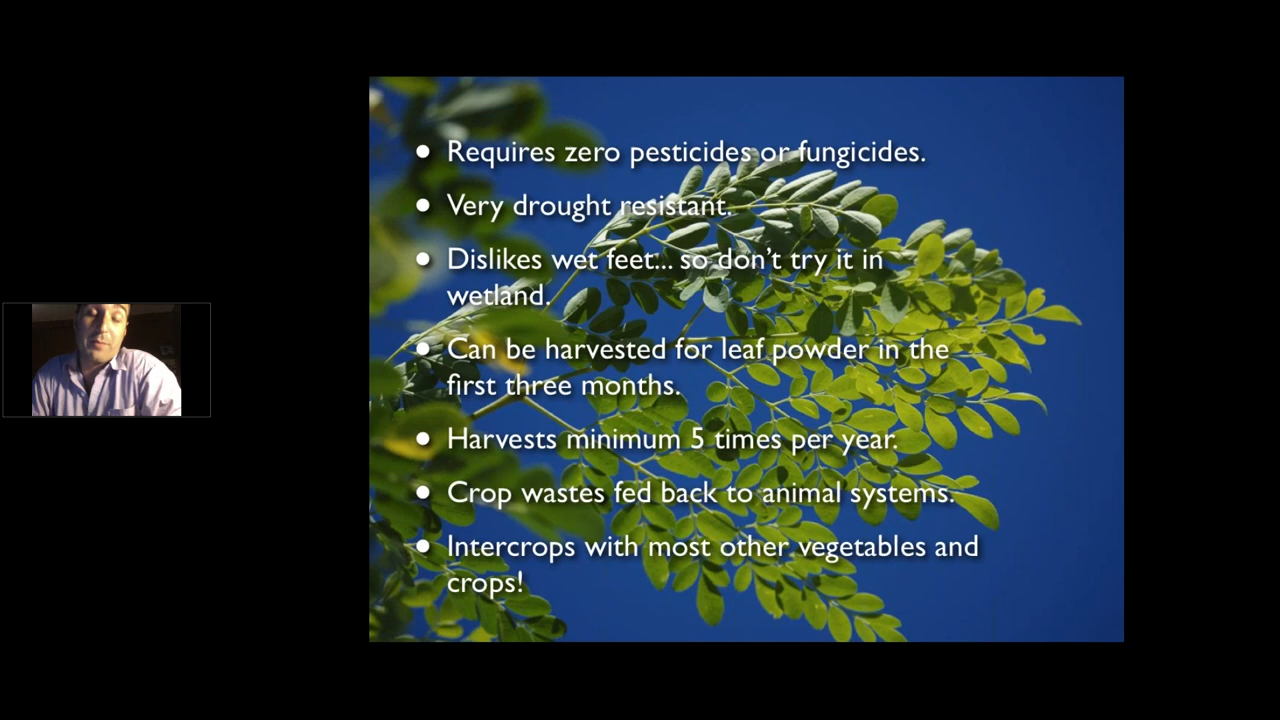 • Requires zero pesticides or fungicides.
• Very drought resistant.
• Dislikes wet feet... so don’t try it in
wetland.
• Can be harvested for leaf powder in the
first three months.
• Harvests minimum 5 times per year.
• Crop wastes fed back to animal systems.
• Intercrops with most other vegetables and
crops!